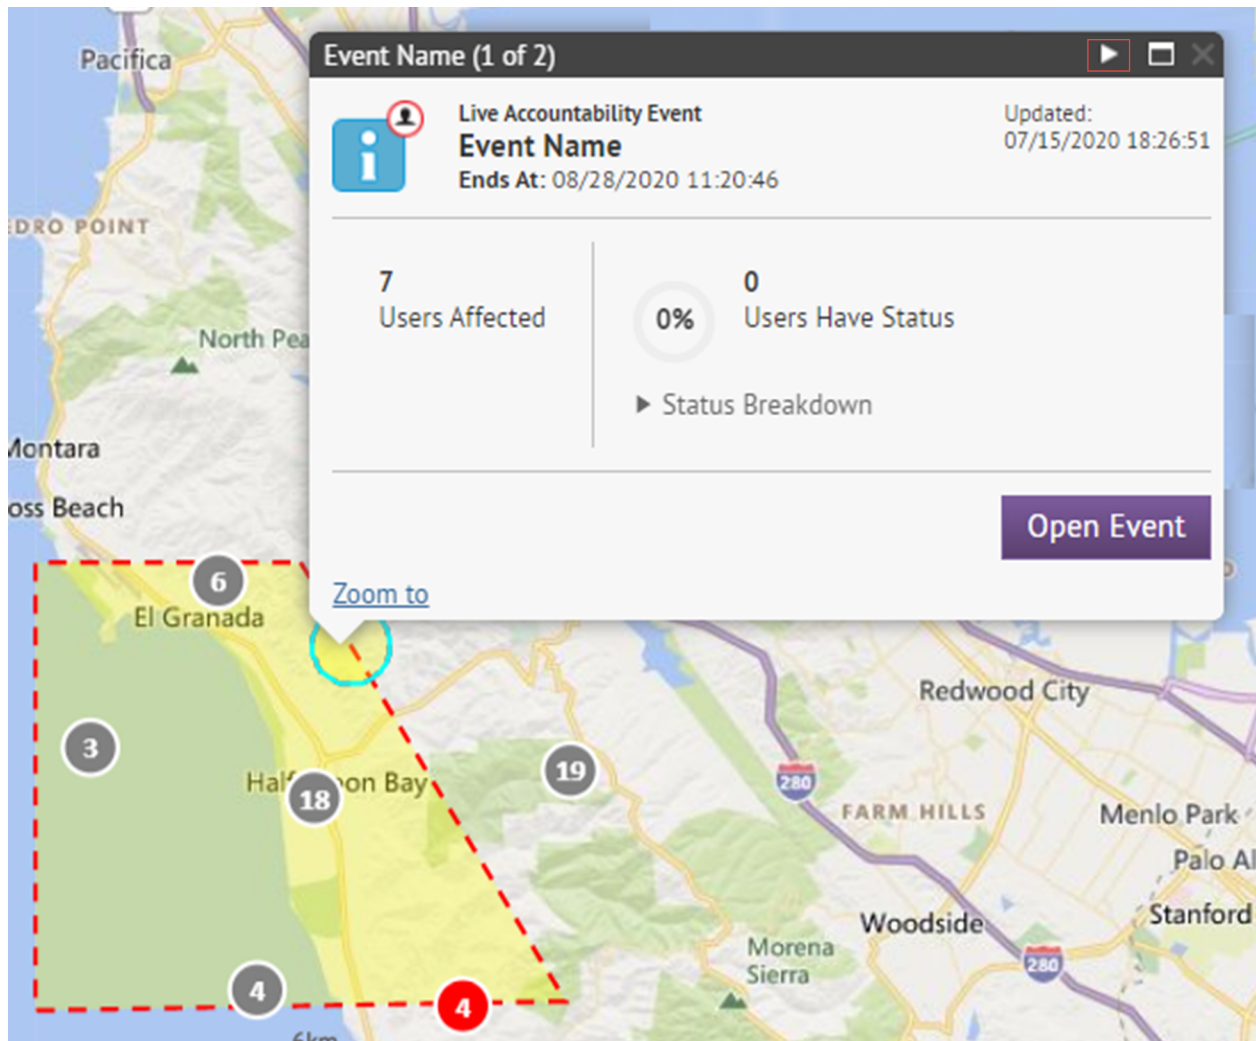 Pacifica
Event Name (1 of 2)
Live Accountability Event
Event Name
Ends At: 08/28/2020 11:20:46
Updated:
07/15/2020 18:26:51
EDRO POINT
7
Users Affected
0%
0
Users Have Status
North Pea
Status Breakdown
Montara
oss Beach
Open Event
Zoom to
6
El Granada
Redwood City
3
Half Moon Bay
18
19
280
FARM HILLS
Menlo Park
Palo Al
Stanford
Woodside
Morena
Sierra
280
4
4
6km